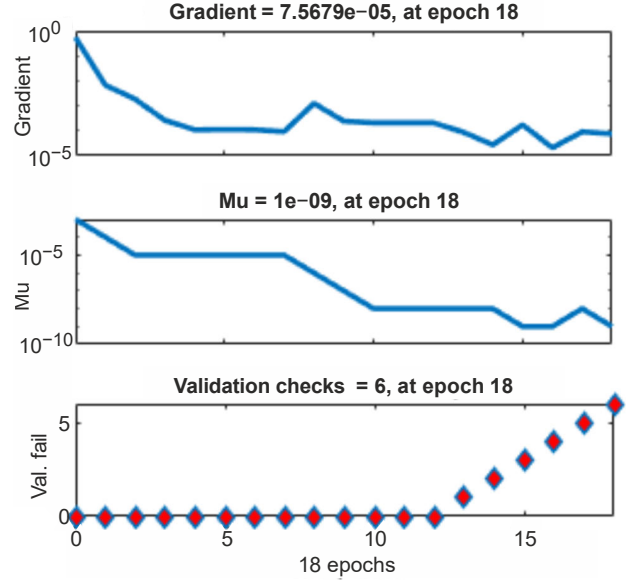 Gradient = 7.5679e−05, at epoch 18
10^0
Gradient
10^−5
Mu = 1e−09, at epoch 18
10^−5
Mu
10^−10
Validation checks = 6, at epoch 18
5
Val. fail
0
0 5 10 15
18 epochs